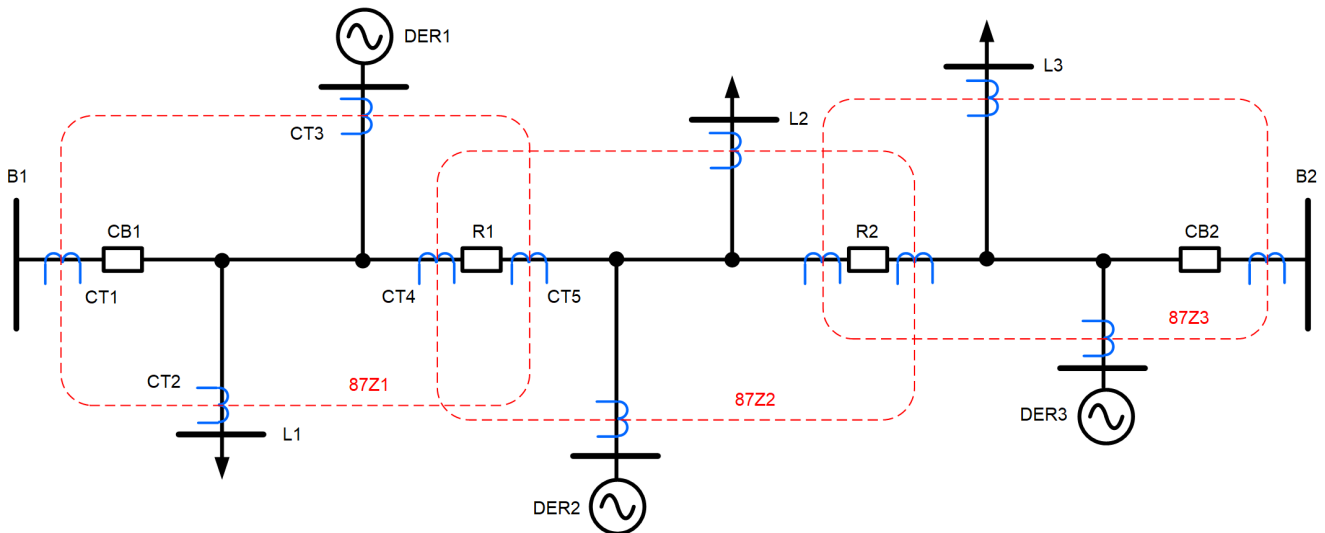 DER1
L3
L2
CT3
B1
B2
CB1
R1
R2
CB2
CT1
CT4
CT5
87Z3
CT2
87Z1
87Z2
DER3
L1
DER2